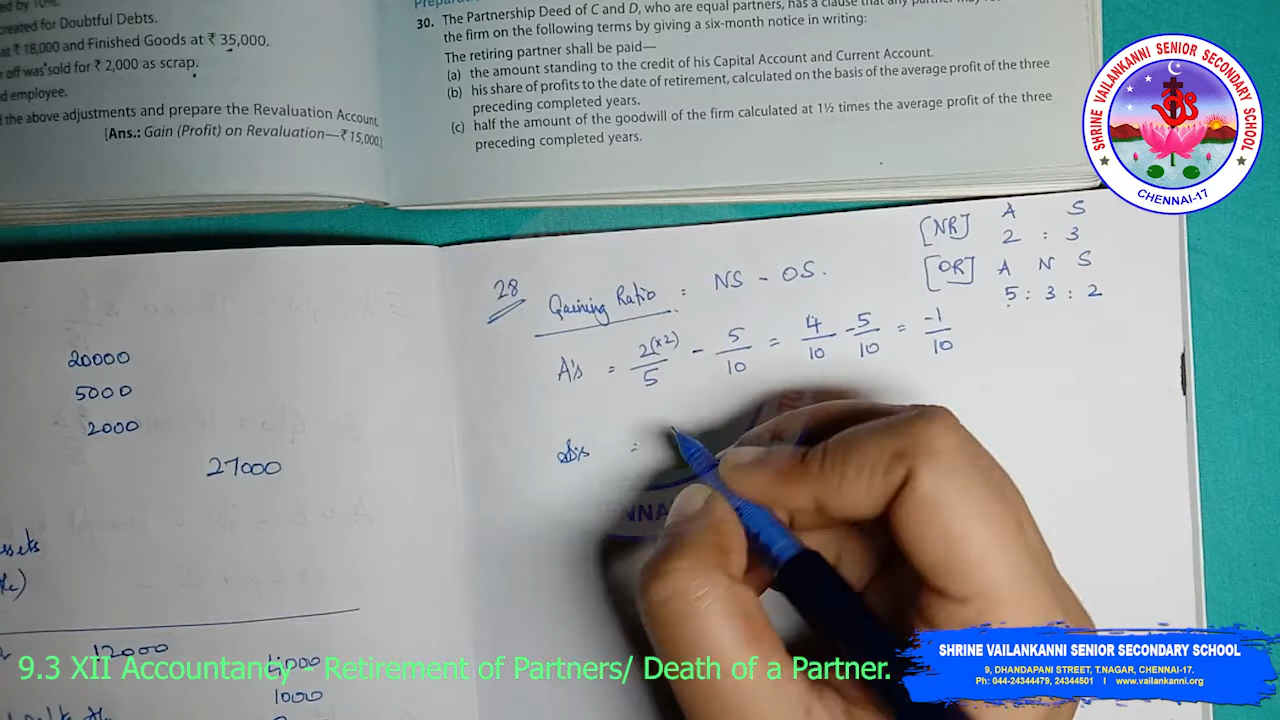 ed by 10%.
created for Doubtful Debts.
at ₹ 18,000 and Finished Goods at ₹ 35,000.
off was sold for ₹ 2,000 as scrap.
d employee.
d the above adjustments and prepare the Revaluation Account.
[Ans.: Gain (Profit) on Revaluation—₹ 15,000.]
30. The Partnership Deed of C and D, who are equal partners, has a clause that any partner may
the firm on the following terms by giving a six-month notice in writing:
The retiring partner shall be paid—
(a) the amount standing to the credit of his Capital Account and Current Account.
(b) his share of profits to the date of retirement, calculated on the basis of the average profit of the three
preceding completed years.
(c) half the amount of the goodwill of the firm calculated at 1½ times the average profit of the three
preceding completed years.
SHRINE VAILANKANNI SENIOR SECONDARY SCHOOL
CHENNAI-17
[NR] A S
2 : 3
[OR] A N S
5 : 3 : 2
28 Gaining Ratio : NS - OS.
A's = 2(×2)/5 - 5/10 = 4/10 - 5/10 = -1/10
S's =
20000
5000
2000
27000
ssets
12000
6000
1000
9.3 XII Accountancy - Retirement of Partners/ Death of a Partner.
SHRINE VAILANKANNI SENIOR SECONDARY SCHOOL
9, DHANDAPANI STREET, T.NAGAR, CHENNAI-17.
Ph: 044-24344479, 24344501 I www.vailankanni.org